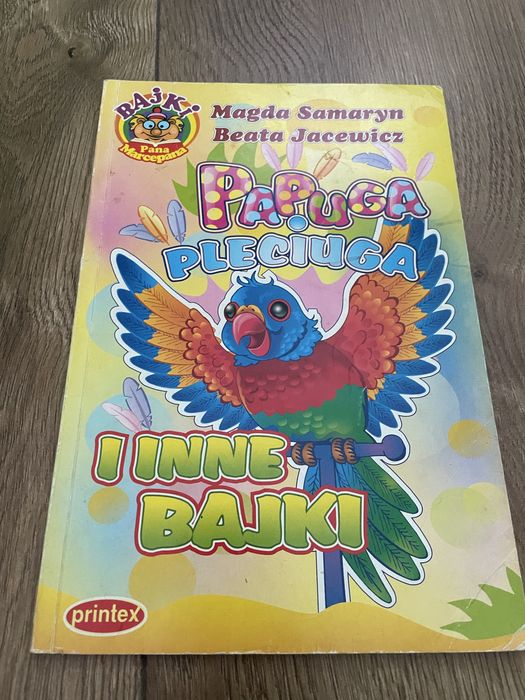 BAJKI
Pana
Marcepana
Magda Samaryn
Beata Jacewicz
PAPUGA
PLECIUGA
I INNE
BAJKI
printex